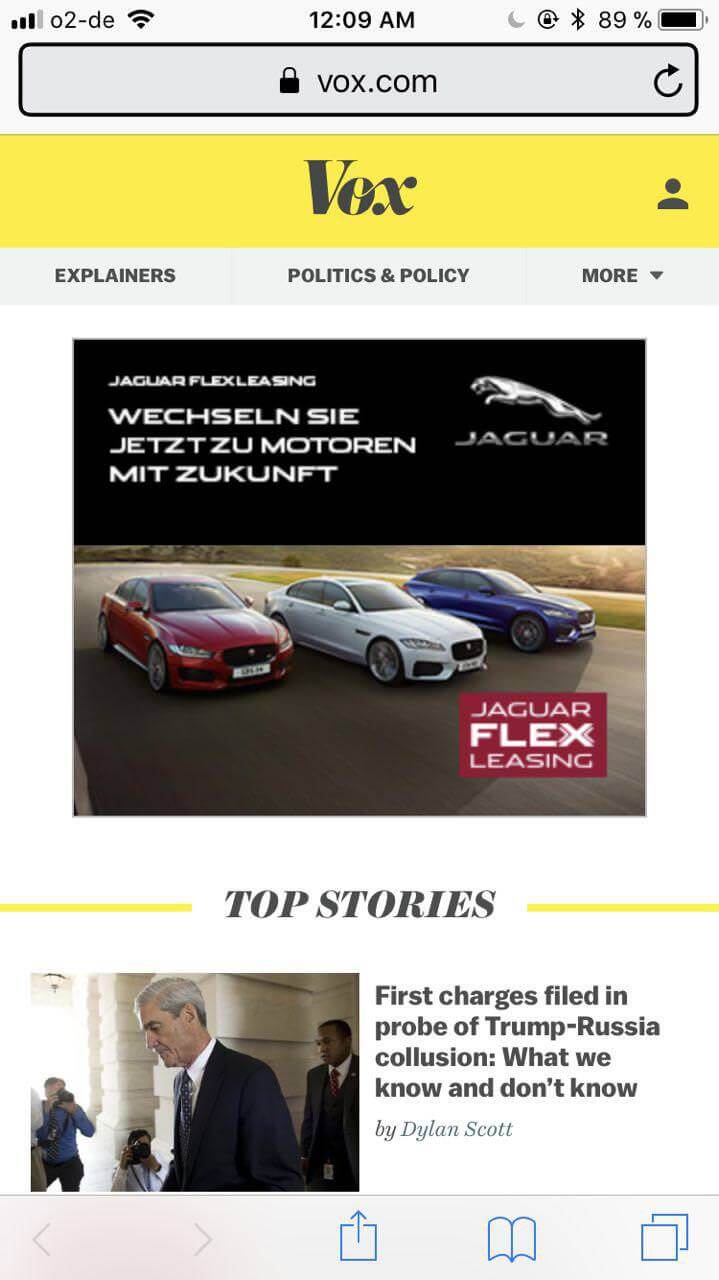 o2-de 12:09 AM 89 %
vox.com
Vox
EXPLAINERS POLITICS & POLICY MORE
JAGUAR FLEX LEASING
WECHSELN SIE
JETZT ZU MOTOREN
MIT ZUKUNFT
JAGUAR
JAGUAR
FLEX
LEASING
TOP STORIES
First charges filed in
probe of Trump-Russia
collusion: What we
know and don’t know
by Dylan Scott